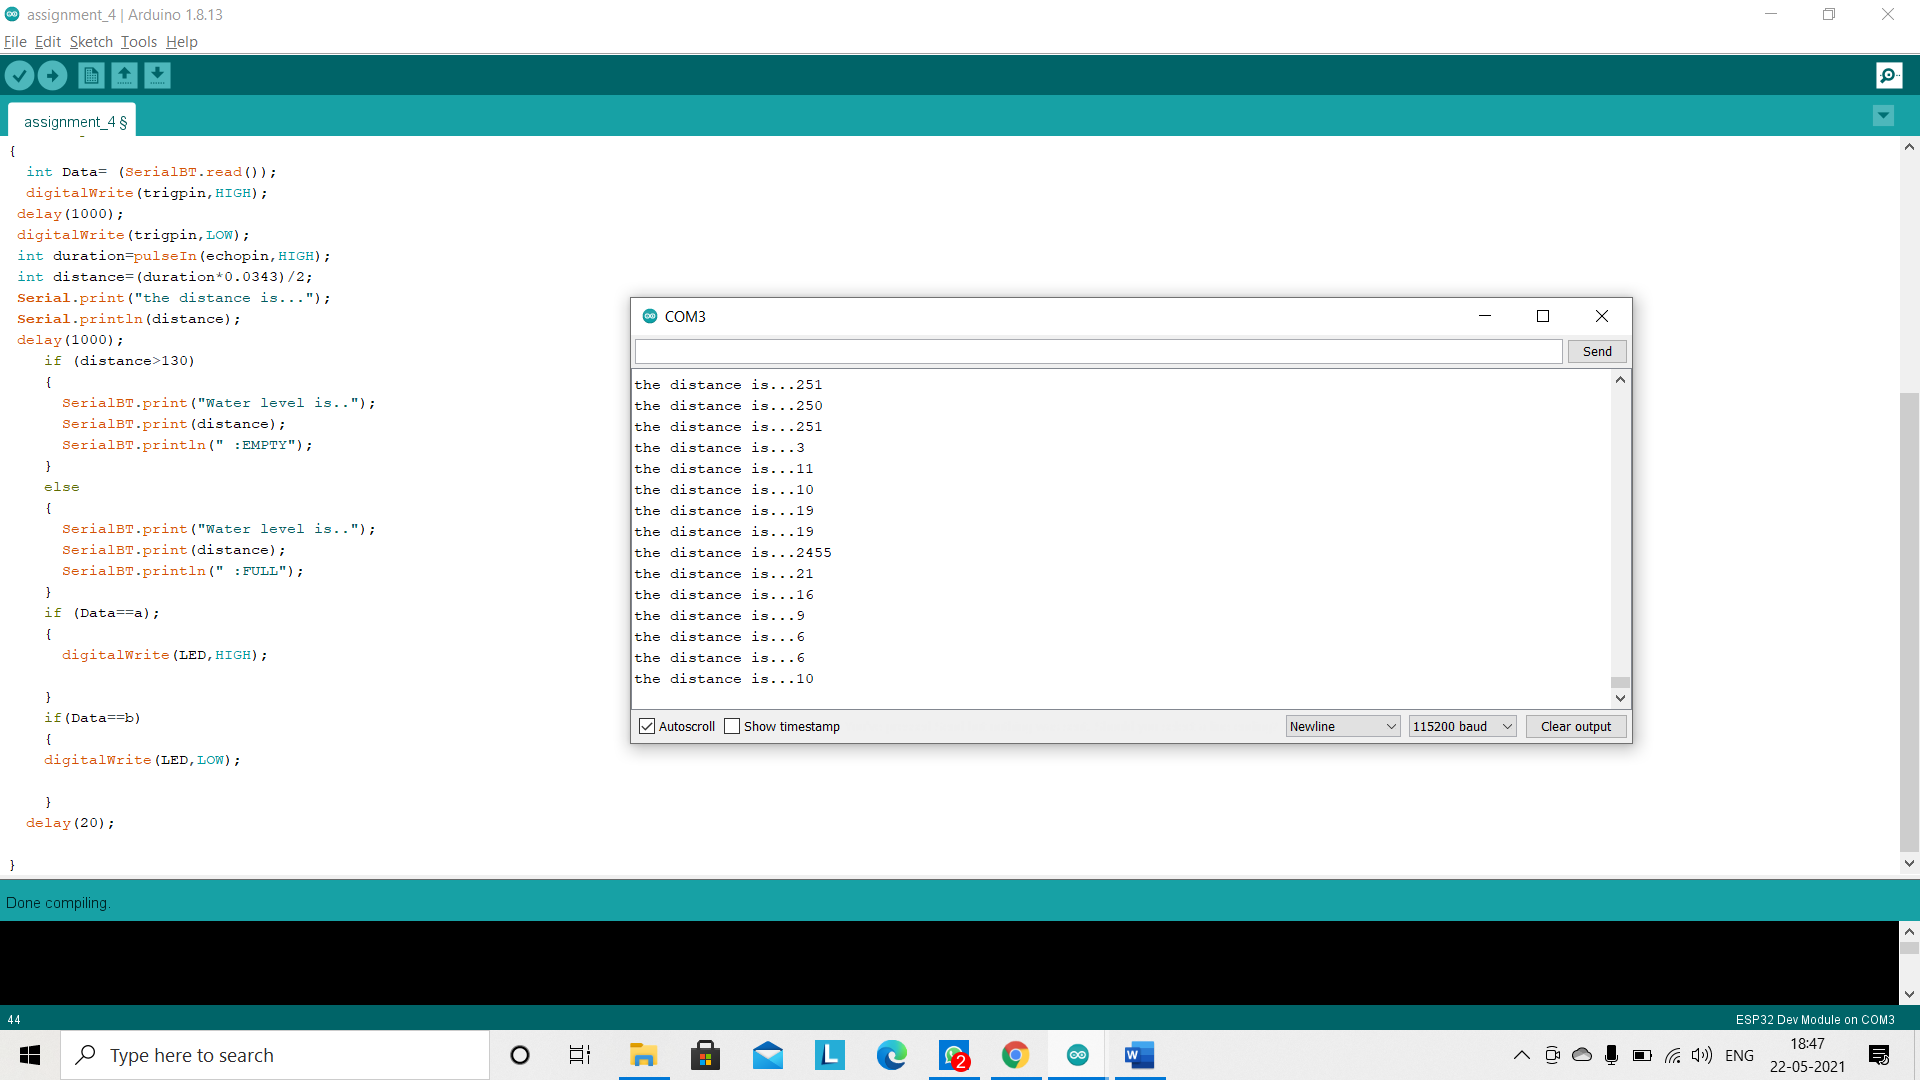 assignment_4 | Arduino 1.8.13
File Edit Sketch Tools Help
assignment_4 §
{
int Data= (SerialBT.read());
digitalWrite(trigpin,HIGH);
delay(1000);
digitalWrite(trigpin,LOW);
int duration=pulseIn(echopin,HIGH);
int distance=(duration*0.0343)/2;
Serial.print("the distance is...");
Serial.println(distance);
delay(1000);
if (distance>130)
{
SerialBT.print("Water level is..");
SerialBT.print(distance);
SerialBT.println(" :EMPTY");
}
else
{
SerialBT.print("Water level is..");
SerialBT.print(distance);
SerialBT.println(" :FULL");
}
if (Data==a);
{
digitalWrite(LED,HIGH);
}
if(Data==b)
{
digitalWrite(LED,LOW);
}
delay(20);
}
COM3
Send
the distance is...251
the distance is...250
the distance is...251
the distance is...3
the distance is...11
the distance is...10
the distance is...19
the distance is...19
the distance is...2455
the distance is...21
the distance is...16
the distance is...9
the distance is...6
the distance is...6
the distance is...10
Autoscroll Show timestamp Newline 115200 baud Clear output
Done compiling.
44 ESP32 Dev Module on COM3
Type here to search
L
2
W
ENG
18:47
22-05-2021